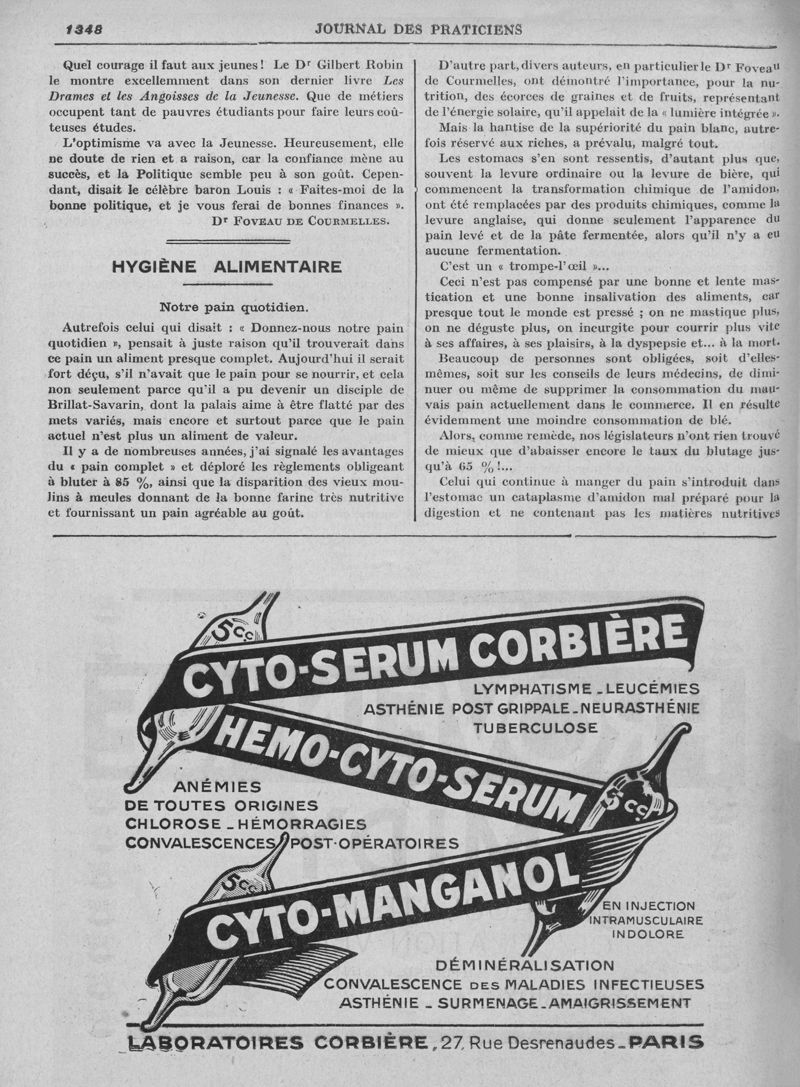 1348
JOURNAL DES PRATICIENS
Quel courage il faut aux jeunes! Le Dr Gilbert Robin
le montre excellemment dans son dernier livre Les
Drames et les Angoisses de la Jeunesse. Que de métiers
occupent tant de pauvres étudiants pour faire leurs coû-
teuses études.
L'optimisme va avec la Jeunesse. Heureusement, elle
ne doute de rien et a raison, car la confiance mène au
succès, et la Politique semble peu à son goût. Cepen-
dant, disait le célèbre baron Louis : « Faites-moi de la
bonne politique, et je vous ferai de bonnes finances ».
Dr FOVEAU DE COURMELLES.
HYGIÈNE ALIMENTAIRE
Notre pain quotidien.
Autrefois celui qui disait : « Donnez-nous notre pain
quotidien », pensait à juste raison qu'il trouverait dans
ce pain un aliment presque complet. Aujourd'hui il serait
fort déçu, s'il n'avait que le pain pour se nourrir, et cela
non seulement parce qu'il a pu devenir un disciple de
Brillat-Savarin, dont la palais aime à être flatté par des
mets variés, mais encore et surtout parce que le pain
actuel n'est plus un aliment de valeur.
Il y a de nombreuses années, j'ai signalé les avantages
du « pain complet » et déploré les règlements obligeant
à bluter à 85 %, ainsi que la disparition des vieux mou-
lins à meules donnant de la bonne farine très nutritive
et fournissant un pain agréable au goût.
D'autre part, divers auteurs, en particulier le Dr Foveau
de Courmelles, ont démontré l'importance, pour la nu-
trition, des écorces de graines et de fruits, représentant
de l'énergie solaire, qu'il appelait de la « lumière intégrée ».
Mais la hantise de la supériorité du pain blanc, autre-
fois réservé aux riches, a prévalu, malgré tout.
Les estomacs s'en sont ressentis, d'autant plus que,
souvent la levure ordinaire ou la levure de bière, qui
commencent la transformation chimique de l'amidon,
ont été remplacées par des produits chimiques, comme la
levure anglaise, qui donne seulement l'apparence du
pain levé et de la pâte fermentée, alors qu'il n'y a eu
aucune fermentation.
C'est un « trompe-l'œil »...
Ceci n'est pas compensé par une bonne et lente mas-
tication et une bonne insalivation des aliments, car
presque tout le monde est pressé ; on ne mastique plus,
on ne déguste plus, on incurgite pour courrir plus vite
à ses affaires, à ses plaisirs, à la dyspepsie et... à la mort.
Beaucoup de personnes sont obligées, soit d'elles-
mêmes, soit sur les conseils de leurs médecins, de dimi-
nuer ou même de supprimer la consommation du mau-
vais pain actuellement dans le commerce. Il en résulte
évidemment une moindre consommation de blé.
Alors, comme remède, nos législateurs n'ont rien trouvé
de mieux que d'abaisser encore le taux du blutage jus-
qu'à 65 %!...
Celui qui continue à manger du pain s'introduit dans
l'estomac un cataplasme d'amidon mal préparé pour la
digestion et ne contenant pas les matières nutritives
5 c.c.
CYTO-SERUM CORBIÈRE
LYMPHATISME - LEUCÉMIES
ASTHÉNIE POST GRIPPALE - NEURASTHÉNIE
TUBERCULOSE
HEMO-CYTO-SERUM
5 cc.
ANÉMIES
DE TOUTES ORIGINES
CHLOROSE - HÉMORRAGIES
CONVALESCENCES POST-OPÉRATOIRES
5cc.
CYTO-MANGANOL
EN INJECTION
INTRAMUSCULAIRE
INDOLORE
DÉMINÉRALISATION
CONVALESCENCE DES MALADIES INFECTIEUSES
ASTHÉNIE - SURMENAGE - AMAIGRISSEMENT
LABORATOIRES CORBIÈRE, 27, Rue Desrenaudes - PARIS